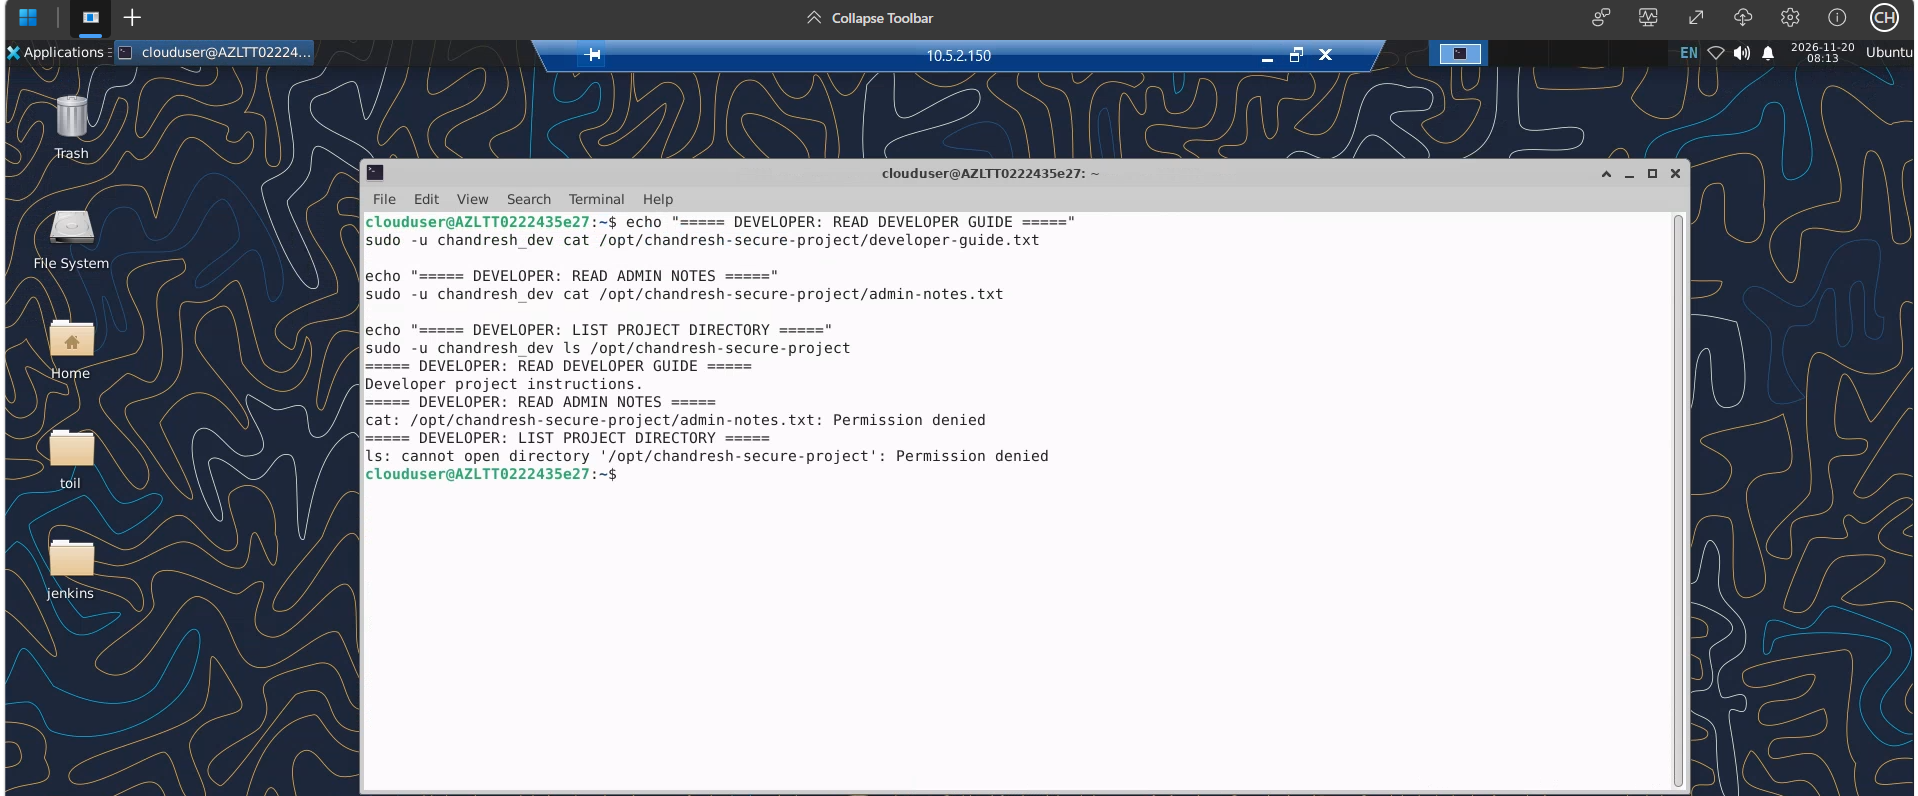 Collapse Toolbar
CH
Applications
clouduser@AZLTT02224...
10.5.2.150
EN
2026-11-20
08:13
Ubuntu
Trash
File System
Home
toil
jenkins
clouduser@AZLTT0222435e27: ~
File Edit View Search Terminal Help
clouduser@AZLTT0222435e27:~$ echo "===== DEVELOPER: READ DEVELOPER GUIDE ====="
sudo -u chandresh_dev cat /opt/chandresh-secure-project/developer-guide.txt
echo "===== DEVELOPER: READ ADMIN NOTES ====="
sudo -u chandresh_dev cat /opt/chandresh-secure-project/admin-notes.txt
echo "===== DEVELOPER: LIST PROJECT DIRECTORY ====="
sudo -u chandresh_dev ls /opt/chandresh-secure-project
===== DEVELOPER: READ DEVELOPER GUIDE =====
Developer project instructions.
===== DEVELOPER: READ ADMIN NOTES =====
cat: /opt/chandresh-secure-project/admin-notes.txt: Permission denied
===== DEVELOPER: LIST PROJECT DIRECTORY =====
ls: cannot open directory '/opt/chandresh-secure-project': Permission denied
clouduser@AZLTT0222435e27:~$